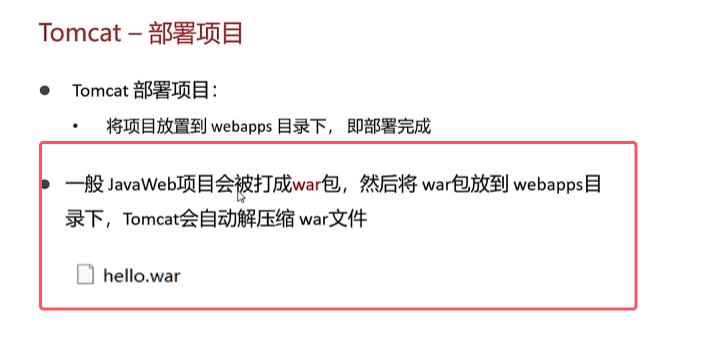 Tomcat – 部署项目
● Tomcat 部署项目：
• 将项目放置到 webapps 目录下， 即部署完成
● 一般 JavaWeb项目会被打成war包，然后将 war包放到 webapps目
录下，Tomcat会自动解压缩 war文件
hello.war